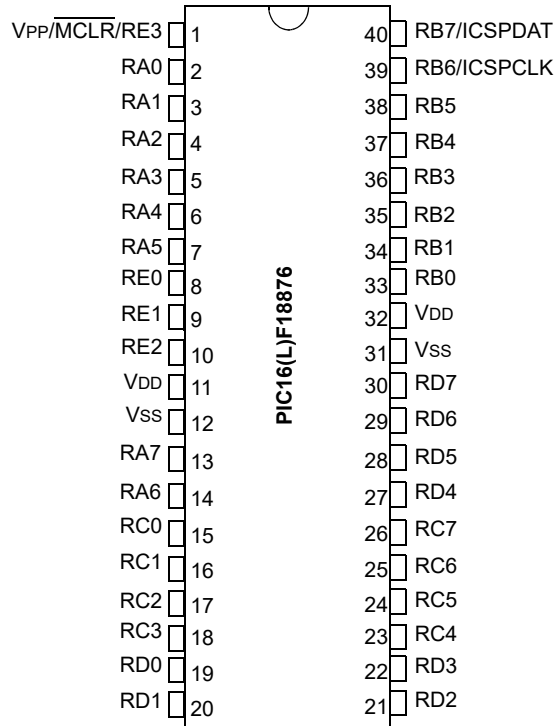 VPP/MCLR/RE3 1 40 RB7/ICSPDAT
RA0 2 39 RB6/ICSPCLK
RA1 3 38 RB5
RA2 4 37 RB4
RA3 5 36 RB3
RA4 6 35 RB2
RA5 7 34 RB1
RE0 8 33 RB0
RE1 9 32 VDD
RE2 10 31 VSS
VDD 11 30 RD7
VSS 12 29 RD6
RA7 13 28 RD5
RA6 14 27 RD4
RC0 15 26 RC7
RC1 16 25 RC6
RC2 17 24 RC5
RC3 18 23 RC4
RD0 19 22 RD3
RD1 20 21 RD2
PIC16(L)F18876